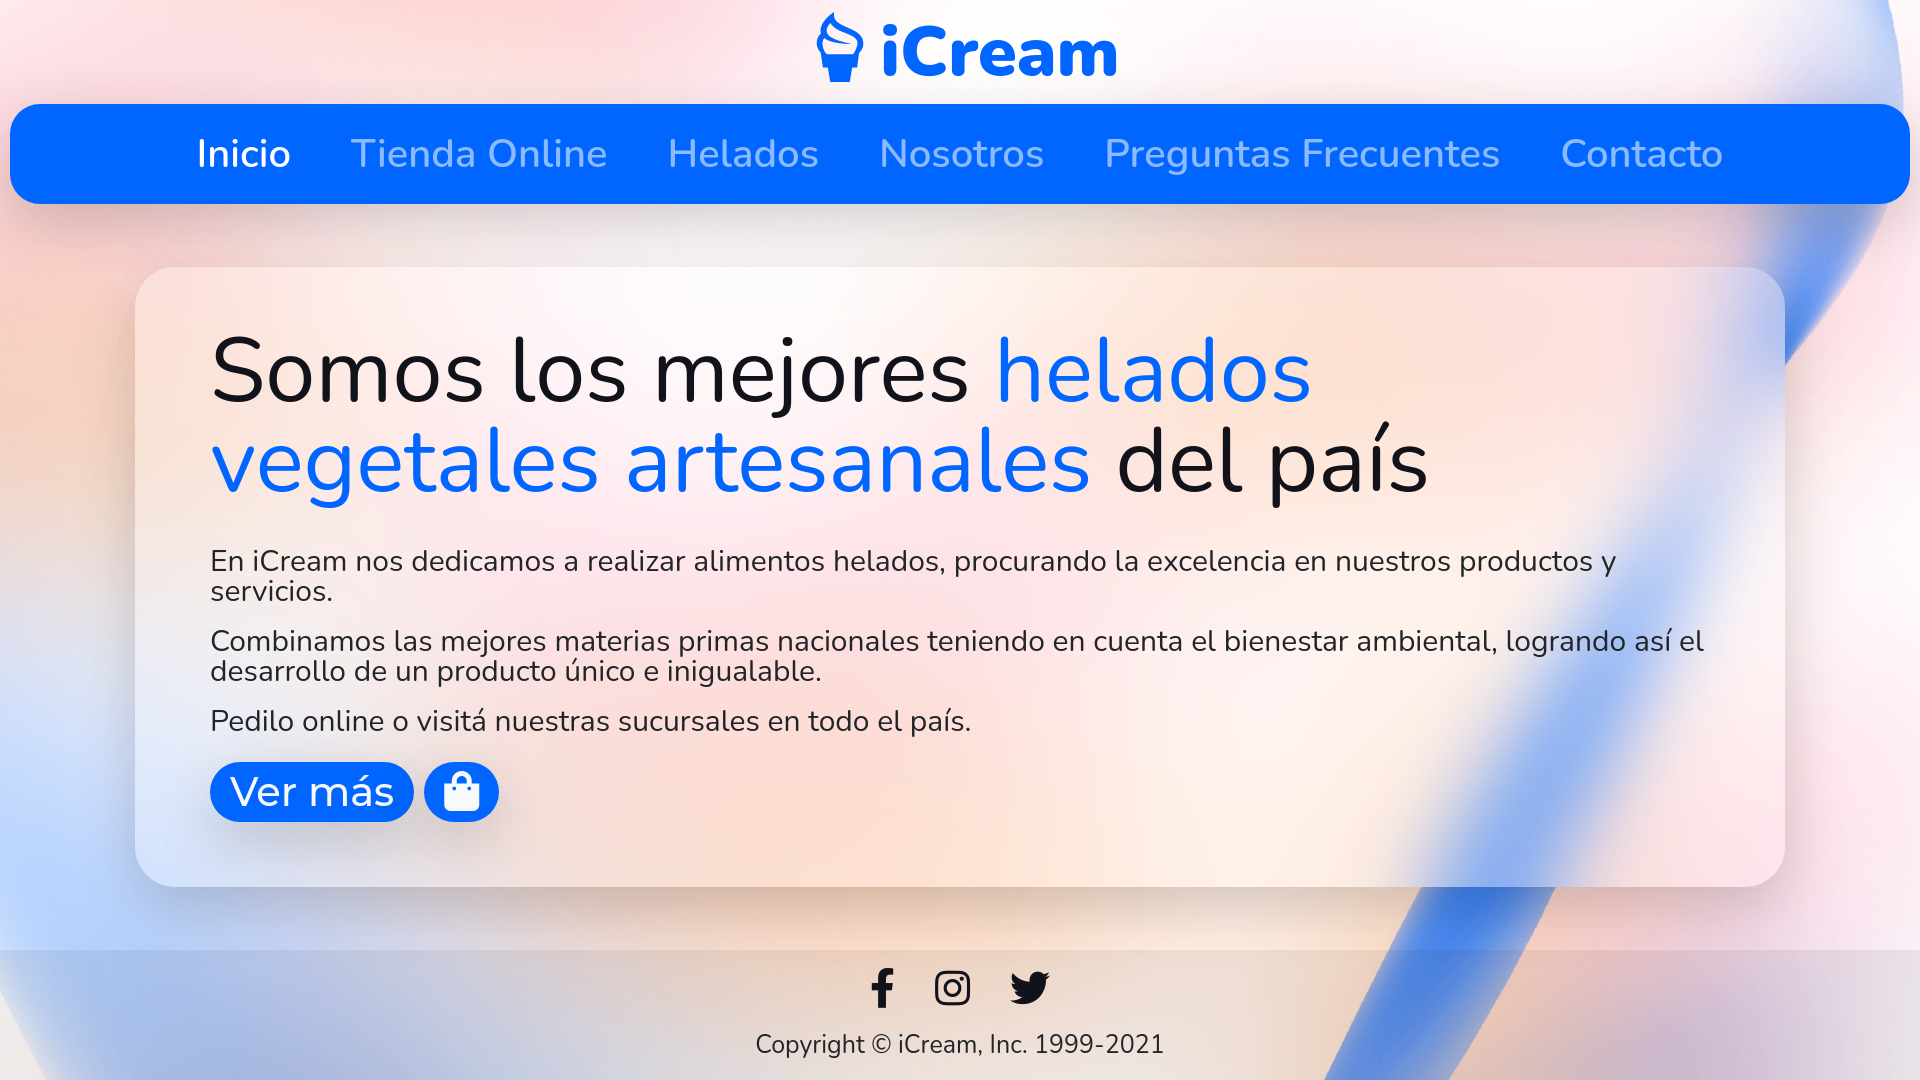 iCream
Inicio Tienda Online Helados Nosotros Preguntas Frecuentes Contacto
Somos los mejores helados
vegetales artesanales del país
En iCream nos dedicamos a realizar alimentos helados, procurando la excelencia en nuestros productos y
servicios.
Combinamos las mejores materias primas nacionales teniendo en cuenta el bienestar ambiental, logrando así el
desarrollo de un producto único e inigualable.
Pedilo online o visitá nuestras sucursales en todo el país.
Ver más
Copyright © iCream, Inc. 1999-2021